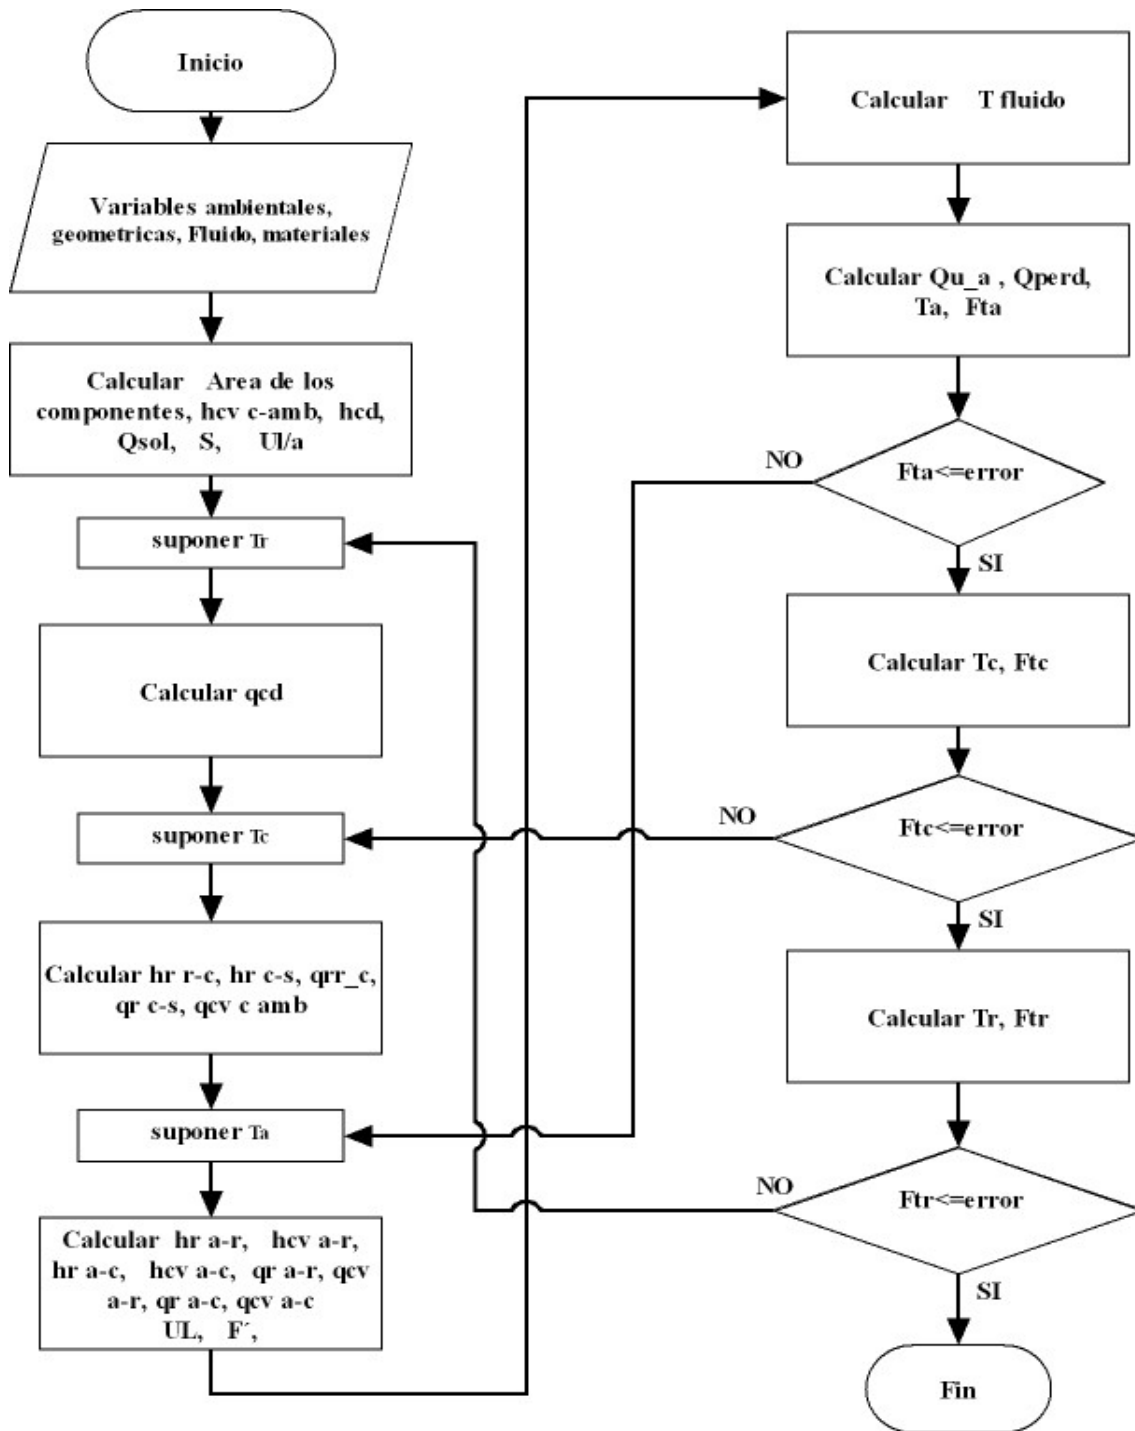 Inicio
Variables ambientales,
geometricas, Fluido, materiales
Calcular Area de los
componentes, hcv c-amb, hcd,
Qsol, S, Ul/a
suponer Tr
Calcular qcd
suponer Tc
Calcular hr r-c, hr c-s, qrr_c,
qr c-s, qcv c amb
suponer Ta
Calcular hr a-r, hcv a-r,
hr a-c, hcv a-c, qr a-r, qcv
a-r, qr a-c, qcv a-c
UL, F´,
Calcular T fluido
Calcular Qu_a , Qperd,
Ta, Fta
Fta<=error
NO
SI
Calcular Tc, Ftc
Ftc<=error
NO
SI
Calcular Tr, Ftr
Ftr<=error
NO
SI
Fin